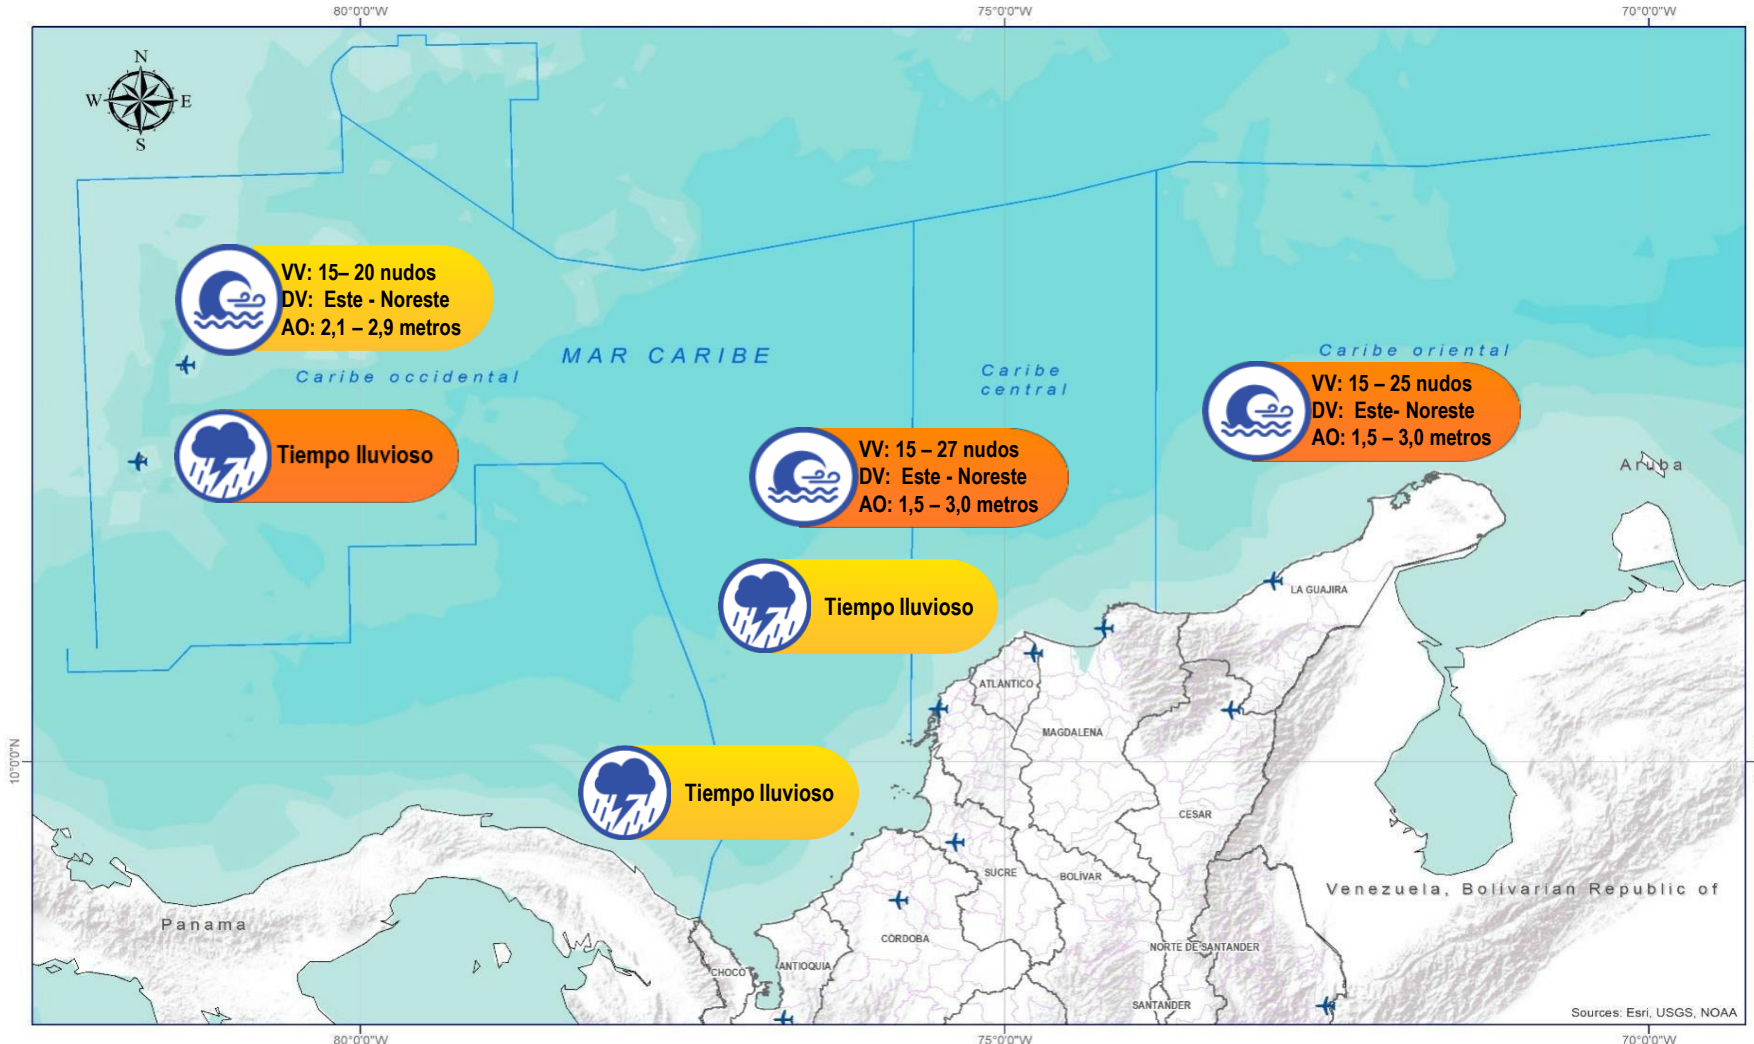 80°0'0"W
75°0'0"W
70°0'0"W
N
W
E
S
VV: 15– 20 nudos
DV:  Este - Noreste
AO: 2,1 – 2,9 metros
MAR CARIBE
Caribe occidental
Caribe
central
Caribe oriental
VV: 15 – 25 nudos
DV:  Este- Noreste
AO: 1,5 – 3,0 metros
Tiempo lluvioso
VV: 15 – 27 nudos
DV:  Este - Noreste
AO: 1,5 – 3,0 metros
Aruba
Tiempo lluvioso
LA GUAJIRA
ATLÁNTICO
MAGDALENA
10°0'0"N
Tiempo lluvioso
CESAR
SUCRE
BOLÍVAR
Venezuela, Bolivarian Republic of
Panama
CÓRDOBA
NORTE DE SANTANDER
CHOCÓ
ANTIOQUIA
SANTANDER
Sources: Esri, USGS, NOAA
80°0'0"W
75°0'0"W
70°0'0"W